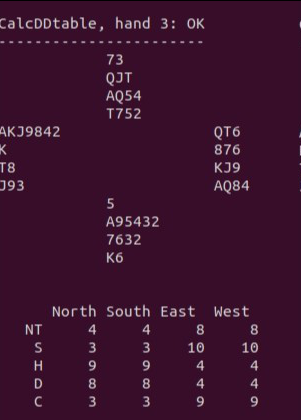 CalcDDtable, hand 3: OK
-----------------------
73
QJT
AQ54
T752
AKJ9842 QT6
K 876
T8 KJ9
J93 AQ84
5
A95432
7632
K6
North South East West
NT 4 4 8 8
S 3 3 10 10
H 9 9 4 4
D 8 8 4 4
C 3 3 9 9